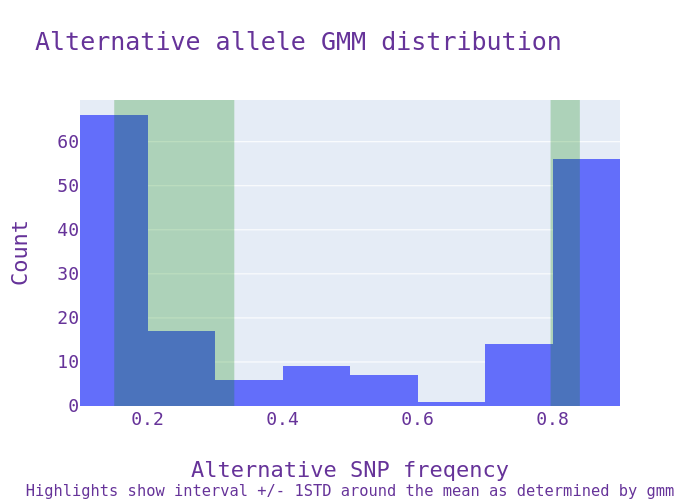 Alternative allele GMM distribution
Count
60
50
40
30
20
10
0
0.2 0.4 0.6 0.8
Alternative SNP freqency
Highlights show interval +/- 1STD around the mean as determined by gmm